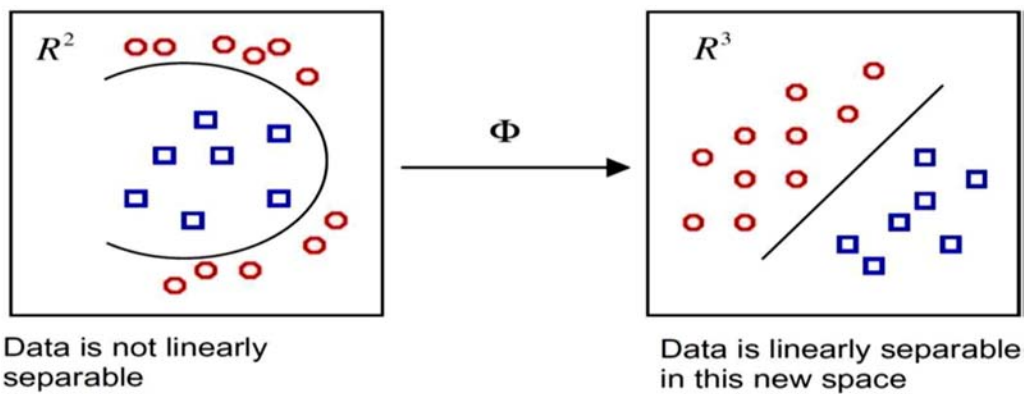 R²
Φ
R³
Data is not linearly
separable
Data is linearly separable
in this new space